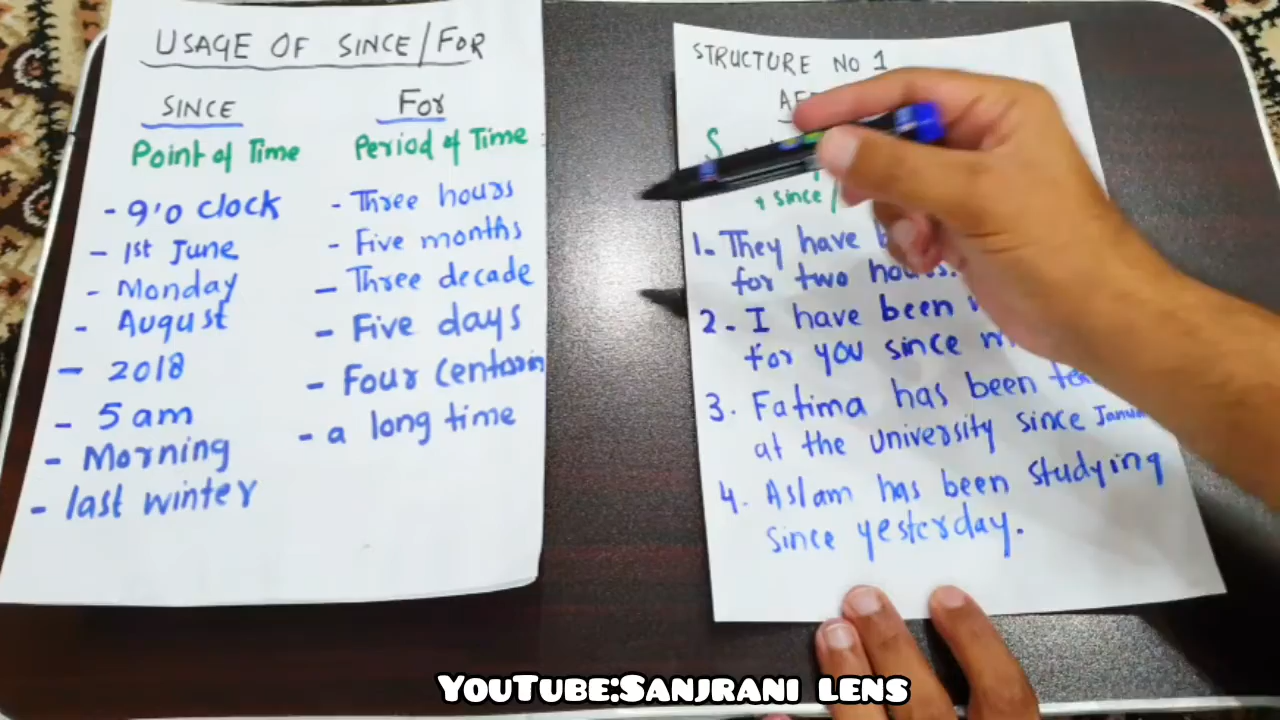 USAGE OF SINCE/FOR
SINCE
Point of Time
- 9'o clock
- 1st June
- Monday
- August
- 2018
- 5 am
- Morning
- last winter
For
Period of Time
- Three hours
- Five months
- Three decade
- Five days
- Four
- a long time
STRUCTURE NO 1
S
+ since/
1. They have
for two hours.
2. I have been
for you since
3. Fatima has been
at the university since
4. Aslam has been studying
since yesterday.
YOUTUBE:SANJRANI LENS